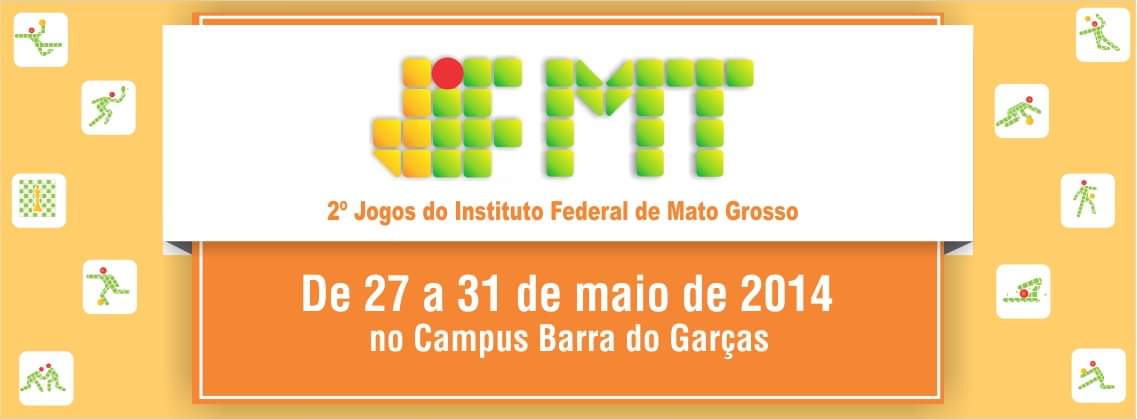 JIFMT
2º Jogos do Instituto Federal de Mato Grosso
De 27 a 31 de maio de 2014
no Campus Barra do Garças